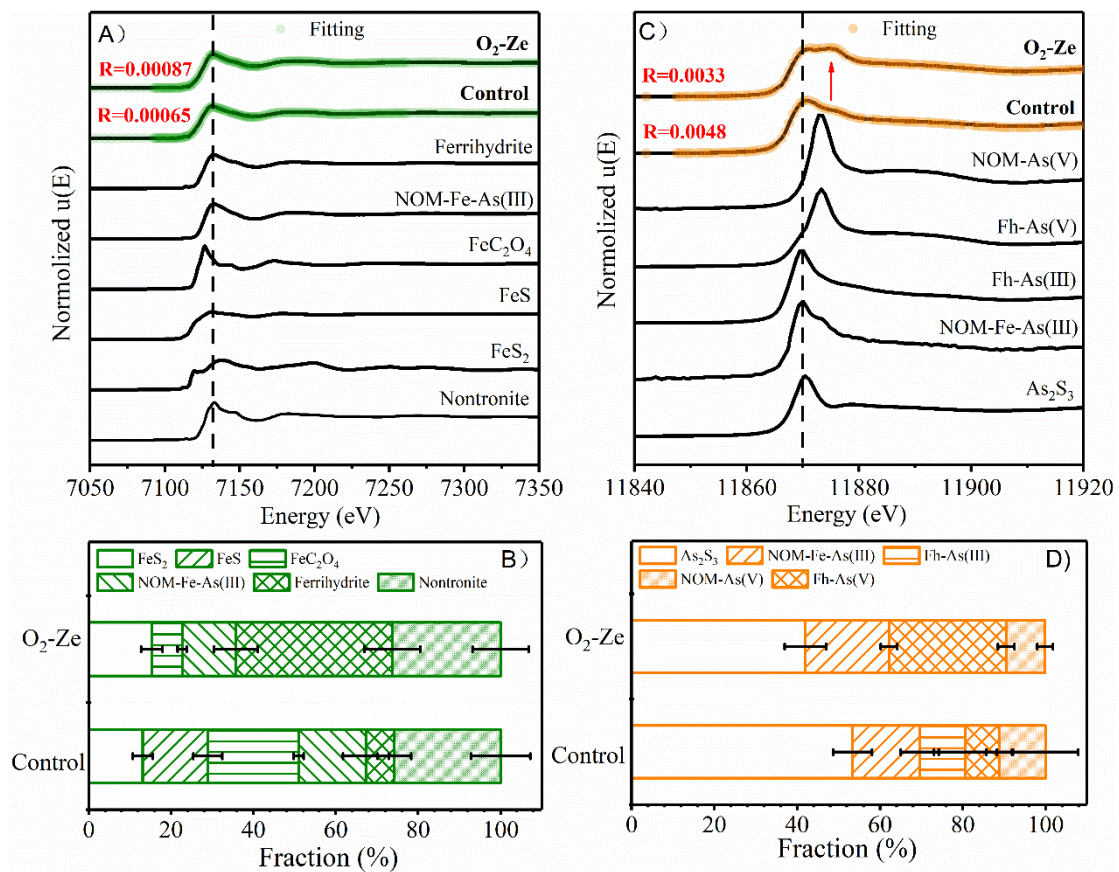 A)
Fitting
O₂-Ze
R=0.00087
Control
R=0.00065
Ferrihydrite
NOM-Fe-As(III)
FeC₂O₄
FeS
FeS₂
Nontronite
Normolized u(E)
7050 7100 7150 7200 7250 7300 7350
Energy (eV)
C)
Fitting
O₂-Ze
R=0.0033
Control
R=0.0048
NOM-As(V)
Fh-As(V)
Fh-As(III)
NOM-Fe-As(III)
As₂S₃
Normolized u(E)
11840 11860 11880 11900 11920
Energy (eV)
B)
FeS₂ FeS FeC₂O₄
NOM-Fe-As(III) Ferrihydrite Nontronite
O₂-Ze
Control
0 20 40 60 80 100
Fraction (%)
D)
As₂S₃ NOM-Fe-As(III) Fh-As(III)
NOM-As(V) Fh-As(V)
O₂-Ze
Control
0 20 40 60 80 100
Fraction (%)